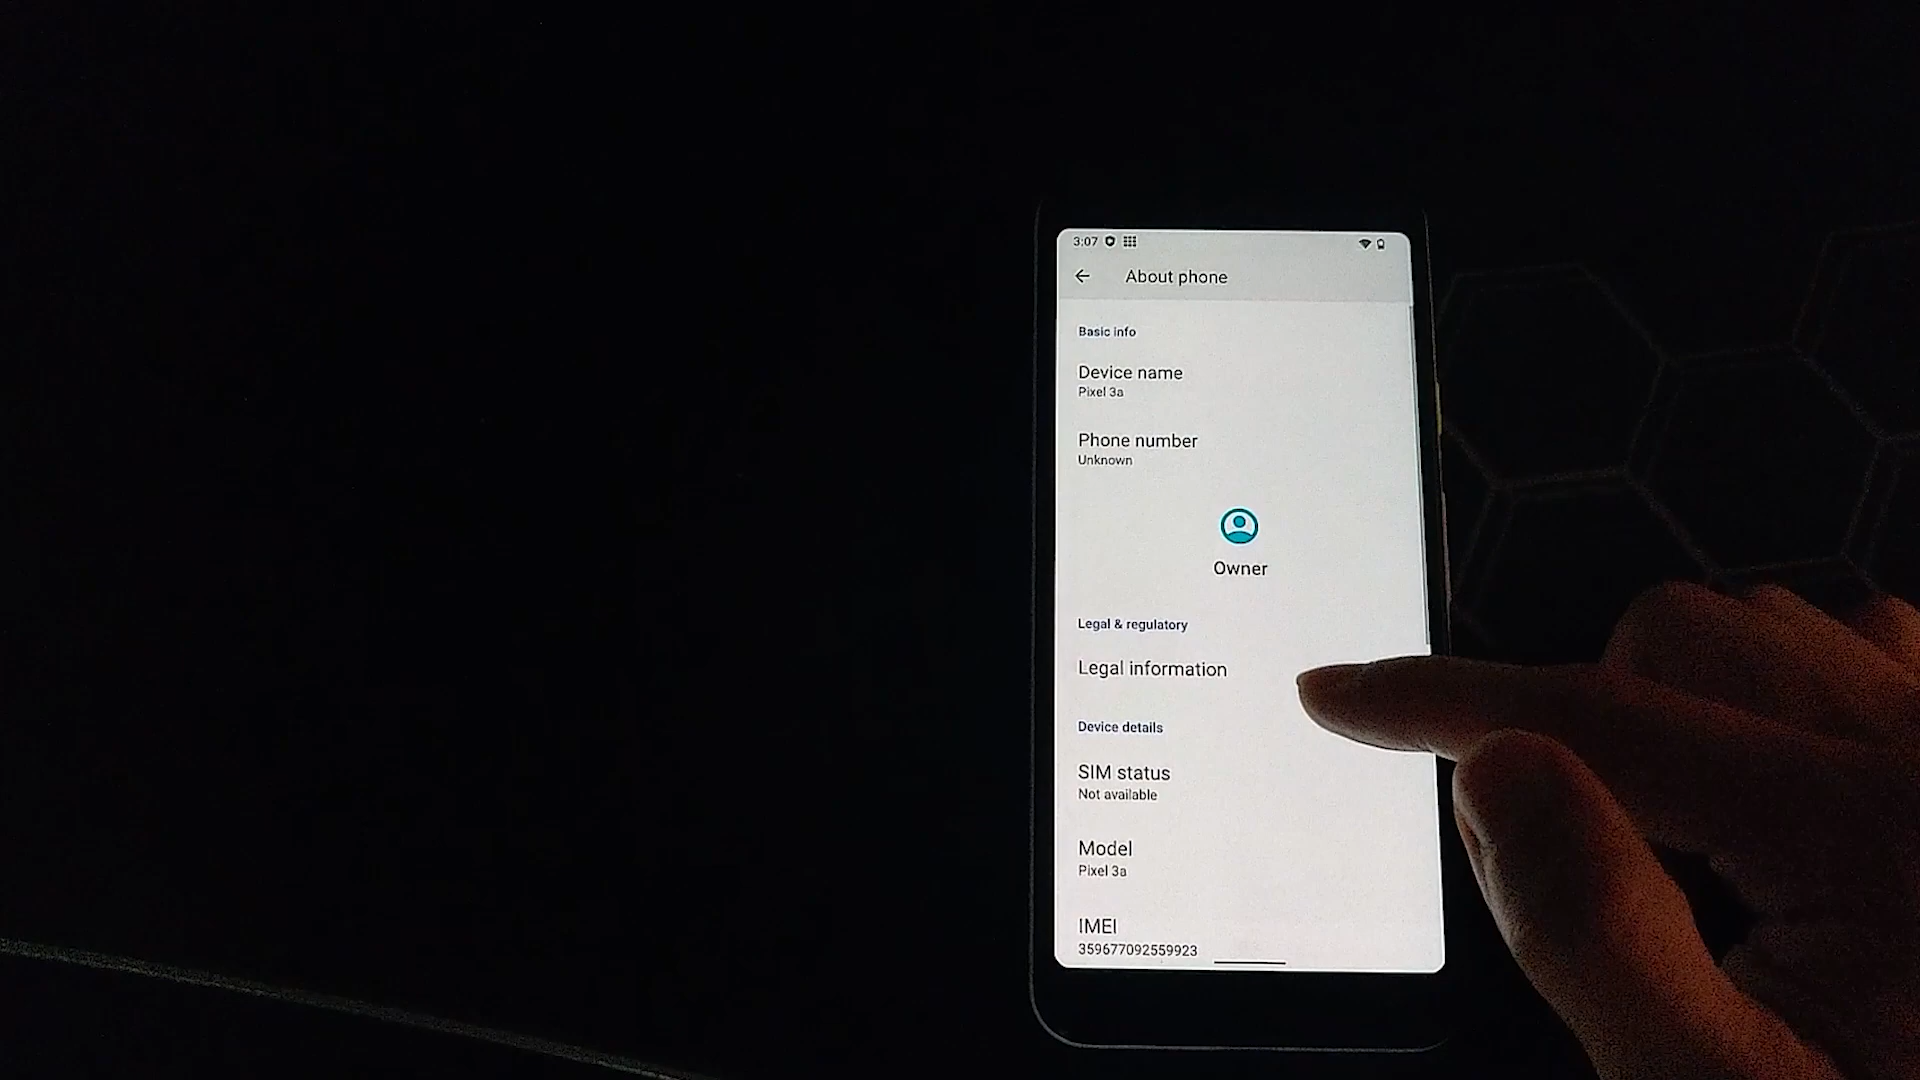 3:07
About phone
Basic info
Device name
Pixel 3a
Phone number
Unknown
Owner
Legal & regulatory
Legal information
Device details
SIM status
Not available
Model
Pixel 3a
IMEI
359677092559923